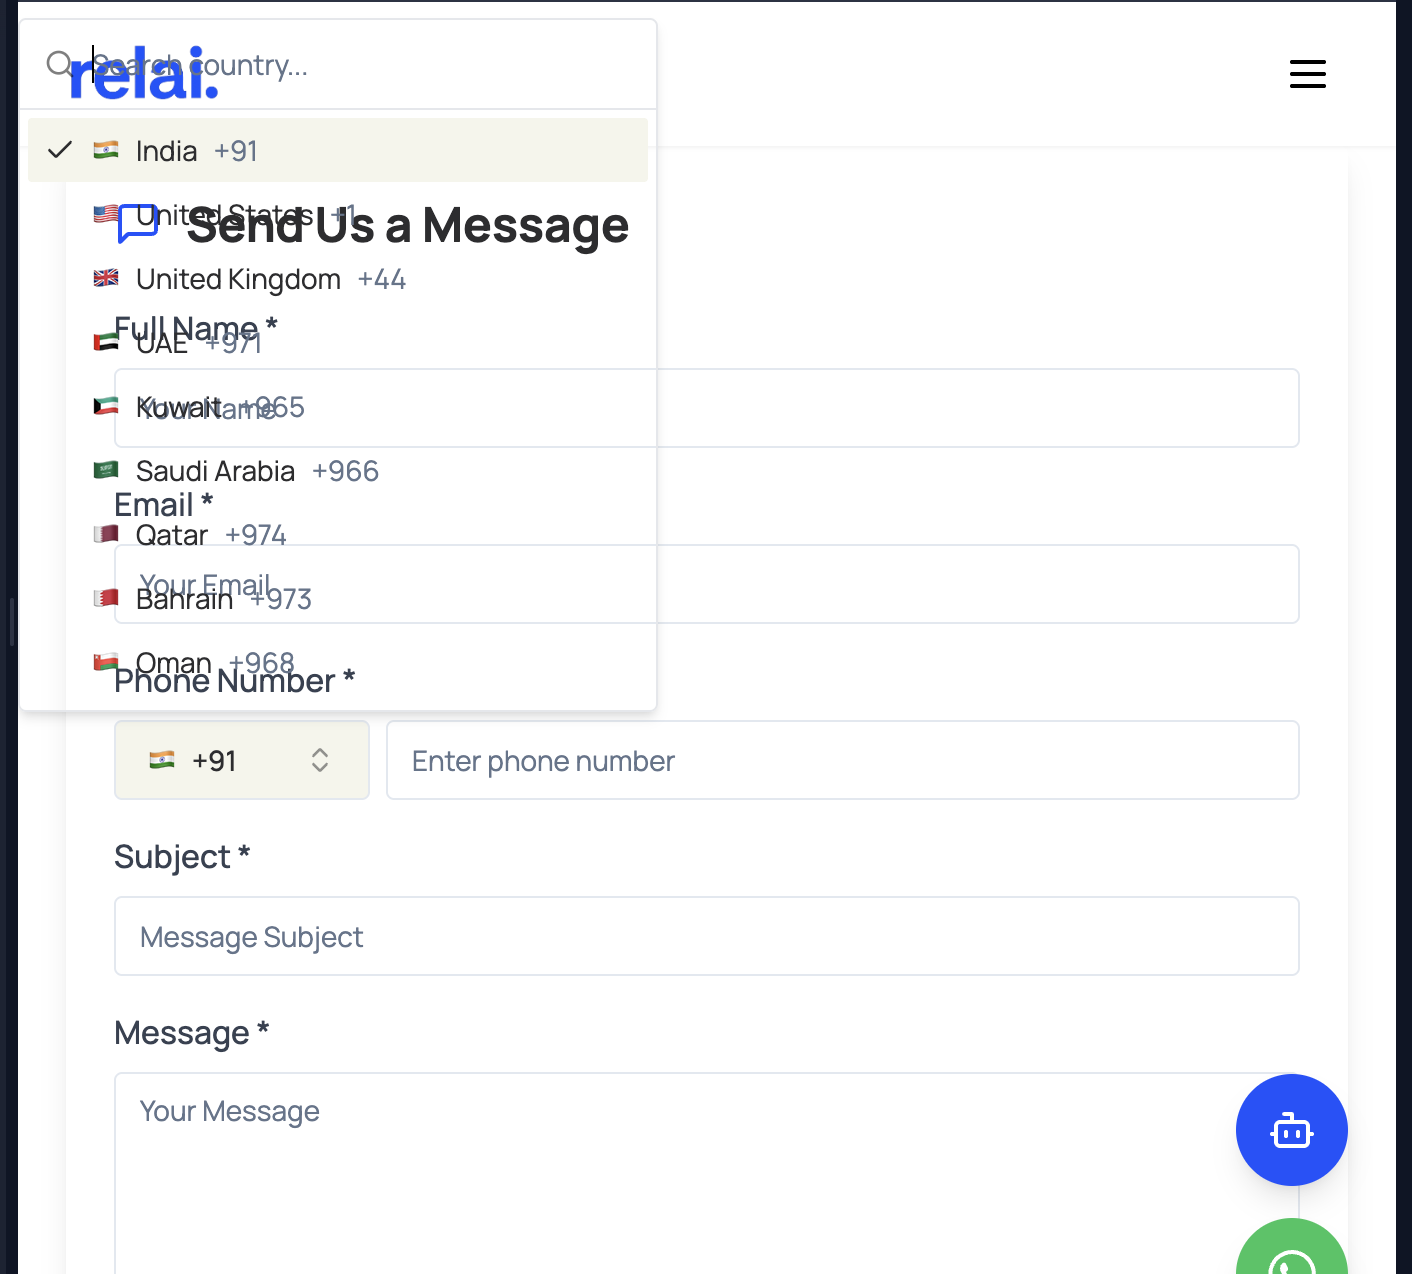 relai.
Search country...
India +91
United States +1
Send Us a Message
United Kingdom +44
Full Name *
UAE +971
Kuwait +965
Your Name
Saudi Arabia +966
Email *
Qatar +974
Your Email
Bahrain +973
Oman +968
Phone Number *
+91
Enter phone number
Subject *
Message Subject
Message *
Your Message